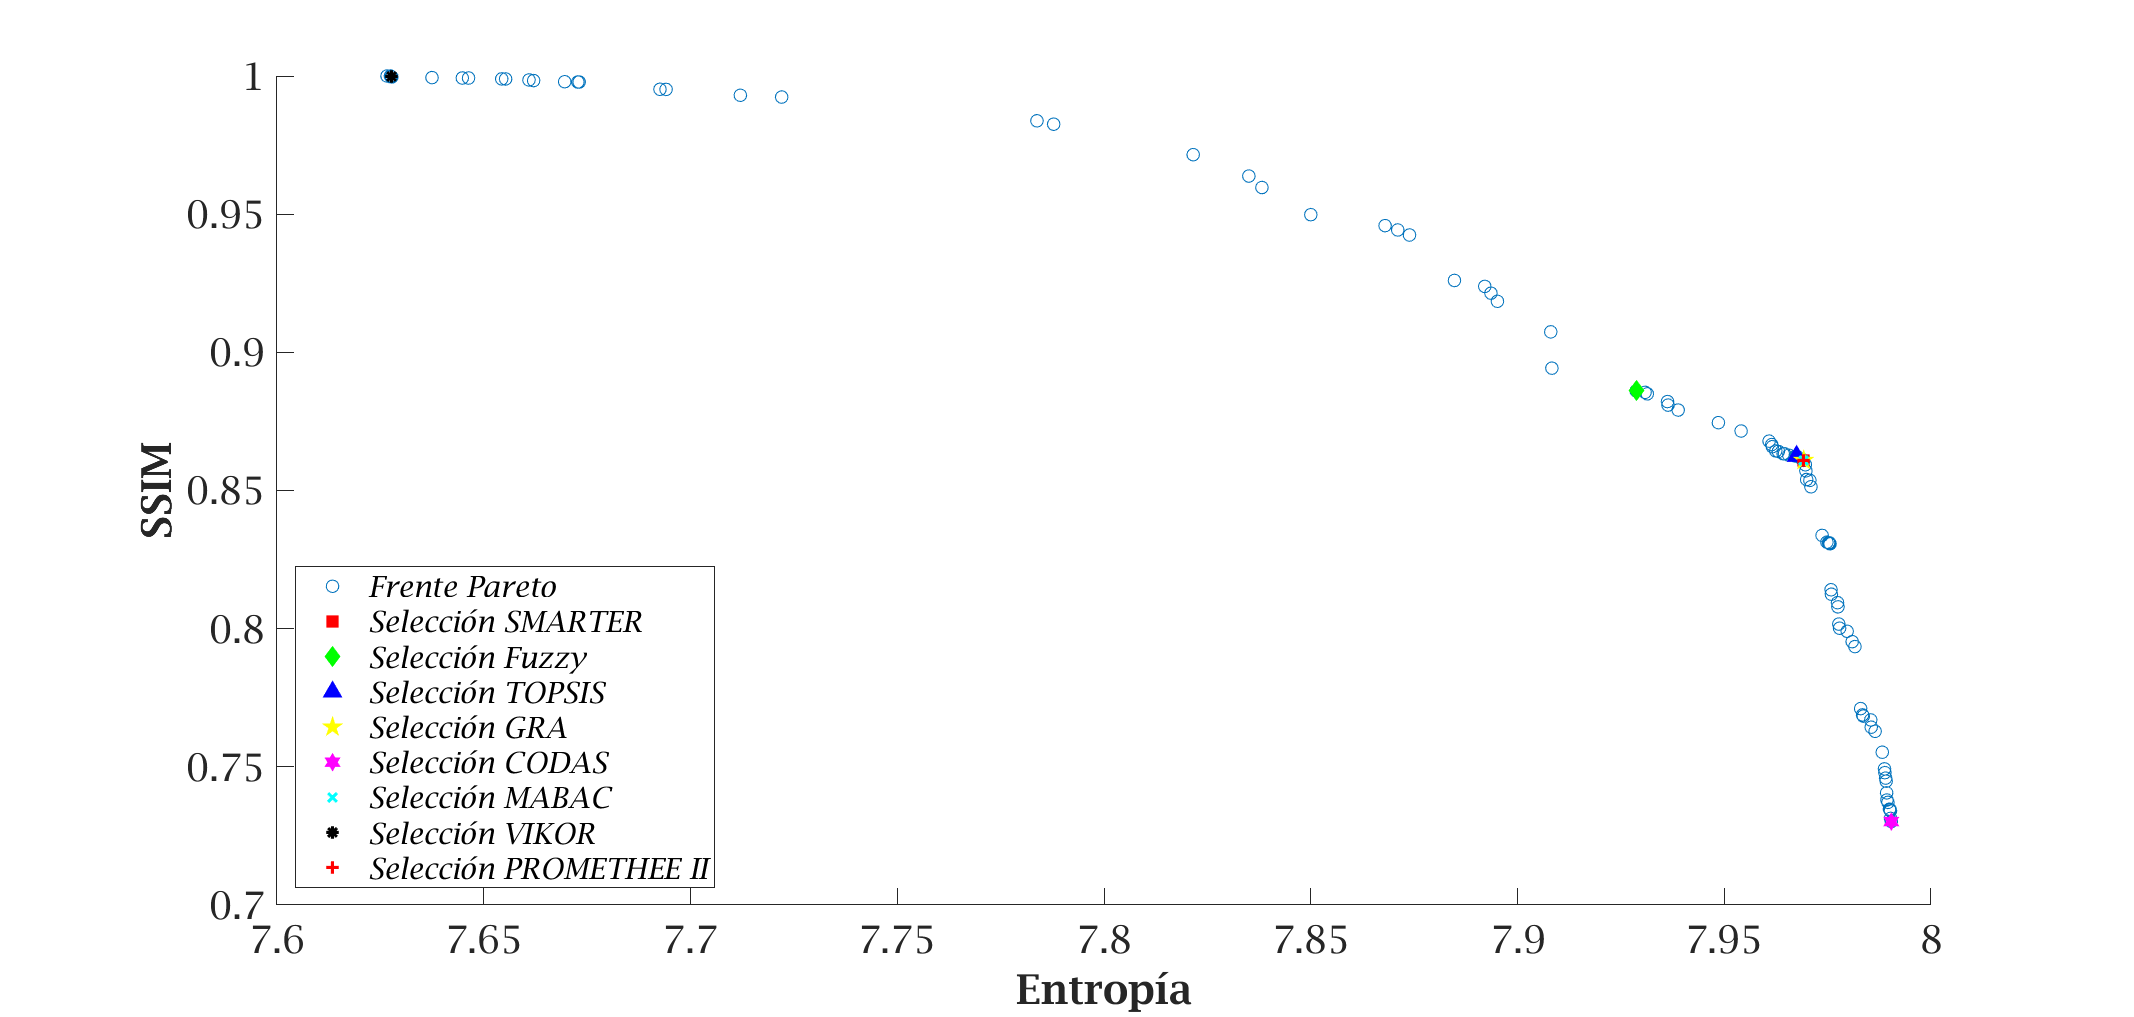 1
0.95
0.9
0.85
0.8
0.75
0.7
SSIM
Frente Pareto
Selección SMARTER
Selección Fuzzy
Selección TOPSIS
Selección GRA
Selección CODAS
Selección MABAC
Selección VIKOR
Selección PROMETHEE II
7.6 7.65 7.7 7.75 7.8 7.85 7.9 7.95 8
Entropía